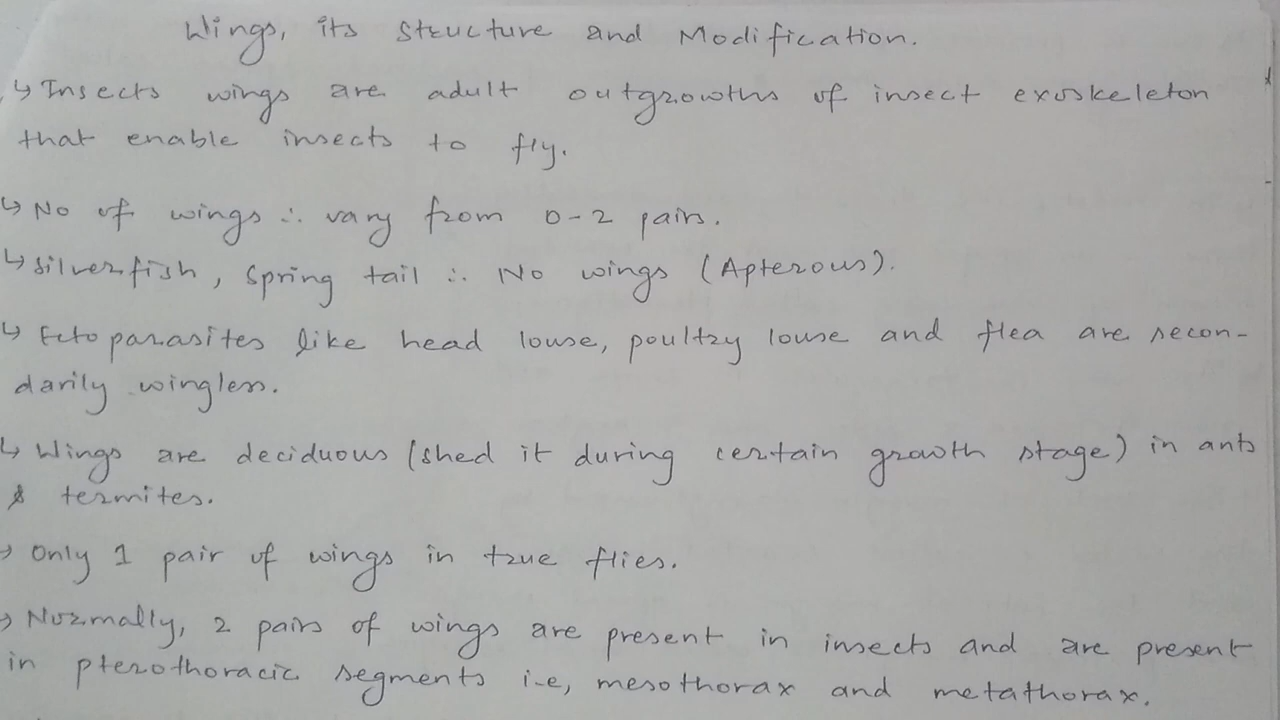 Wings, its structure and Modification.
↳ Insects wings are adult outgrowths of insect exoskeleton
that enable insects to fly.
↳ No of wings ∴ vary from 0-2 pairs.
↳ Silverfish, Spring tail ∴ No wings (Apterous).
↳ Ectoparasites like head louse, poultry louse and flea are secon-
darily wingless.
↳ Wings are deciduous (shed it during certain growth stage) in ants
& termites.
→ Only 1 pair of wings in true flies.
→ Normally, 2 pairs of wings are present in insects and are present
in pterothoracic segments i.e, mesothorax and metathorax.